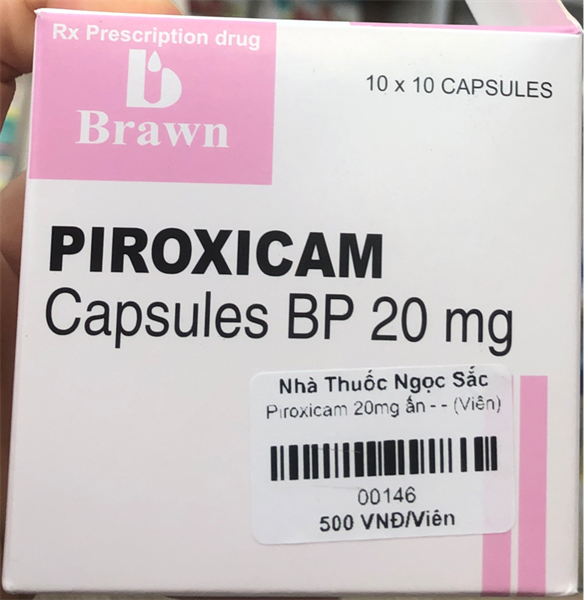 Rx Prescription drug
b
Brawn
10 x 10 CAPSULES
PIROXICAM
Capsules BP 20 mg
Nhà Thuốc Ngọc Sắc
Piroxicam 20mg ấn - - (Viên)
00146
500 VNĐ/Viên